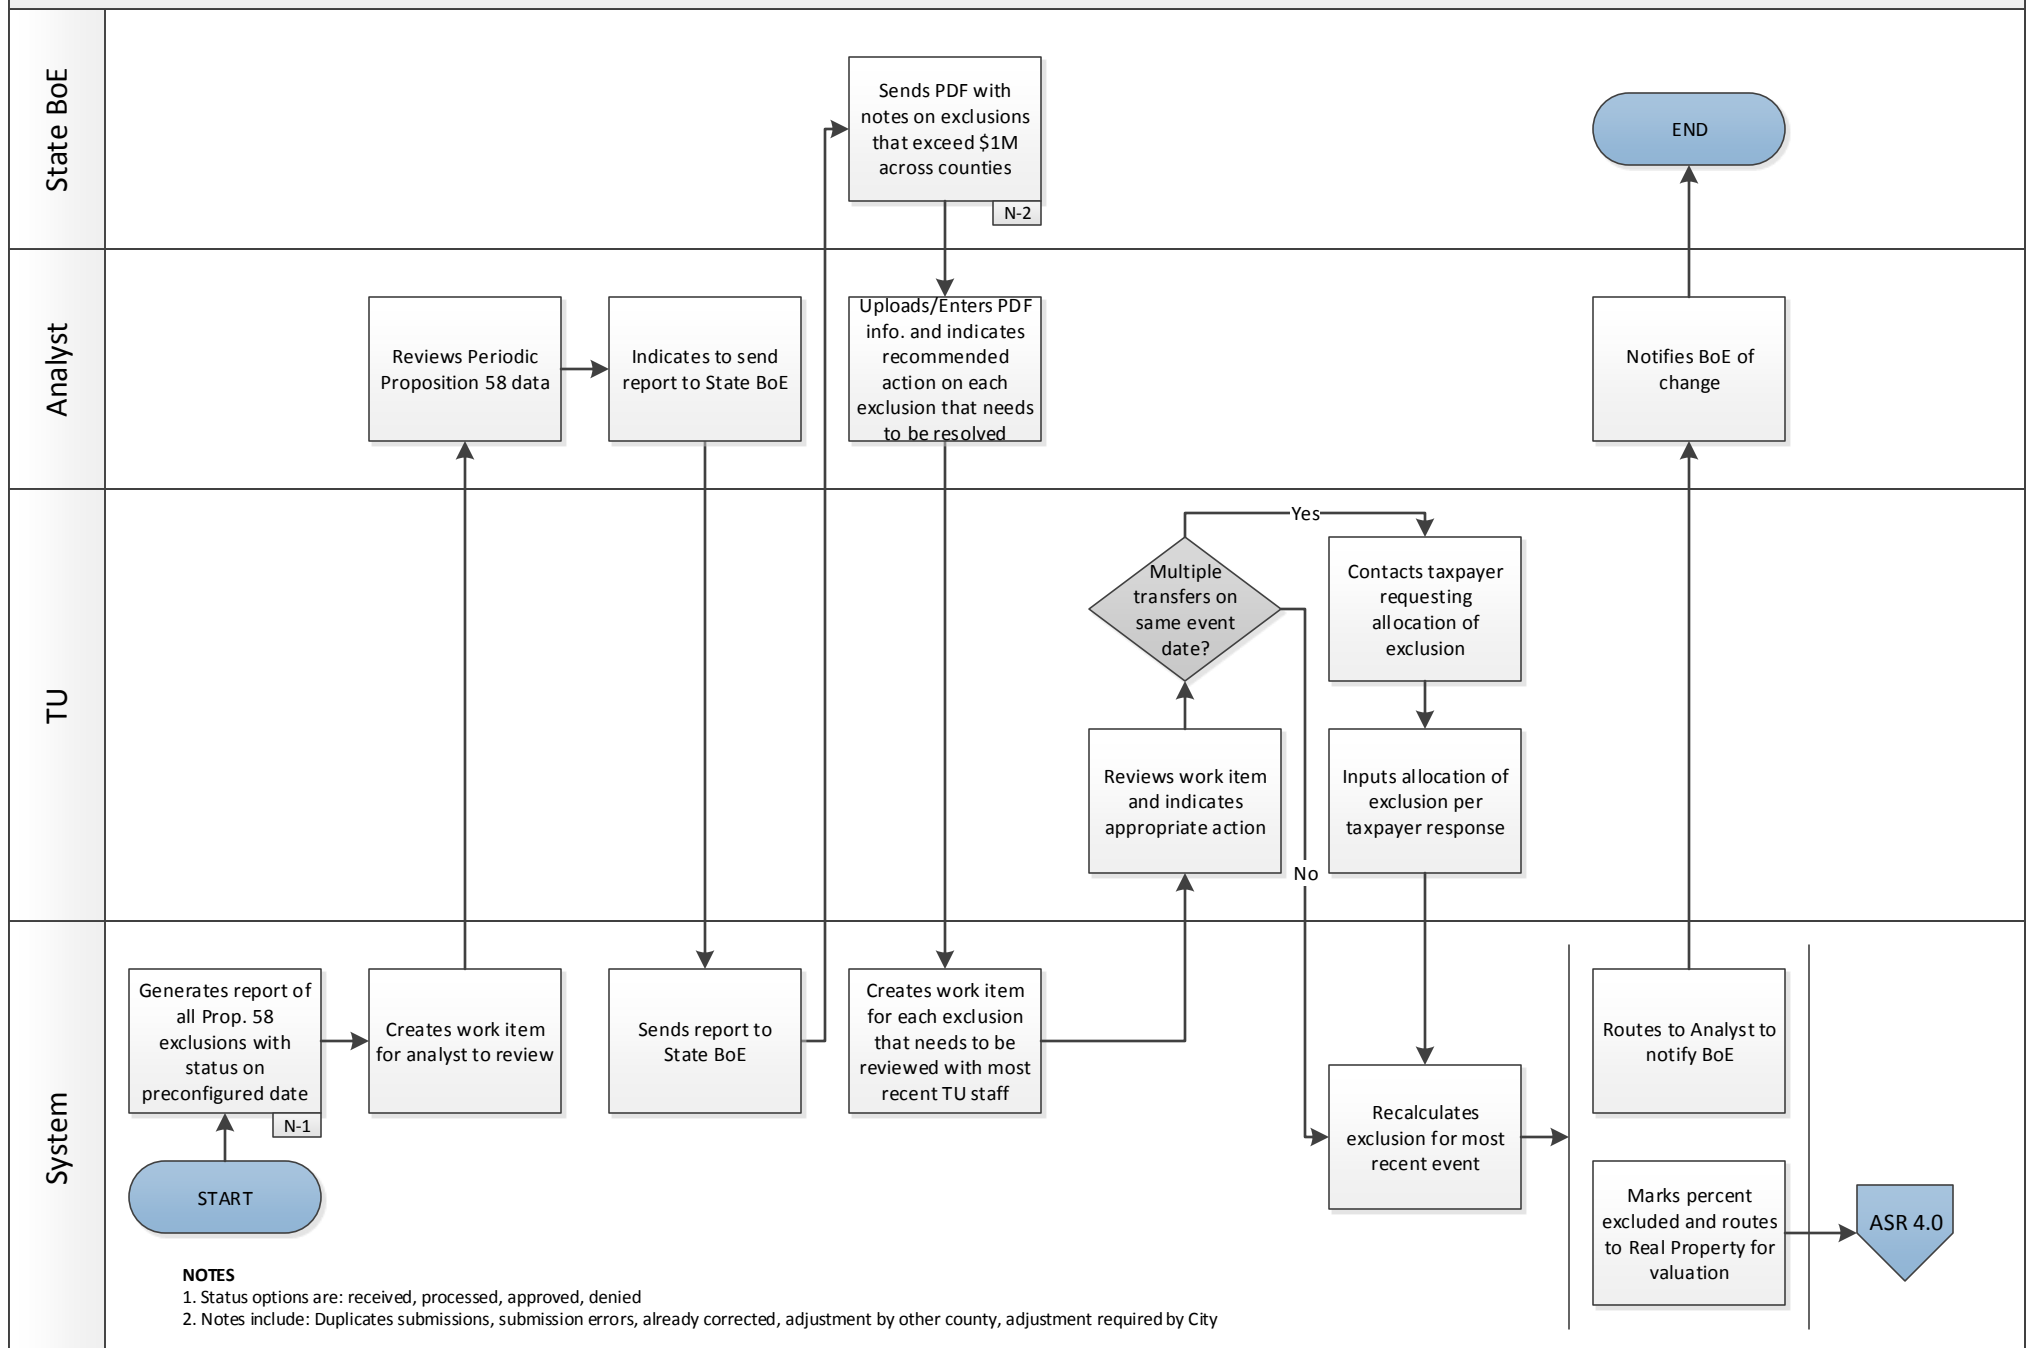 State BoE
Sends PDF with
notes on exclusions
that exceed $1M
across counties
N-2
END
Analyst
Reviews Periodic
Proposition 58 data
Indicates to send
report to State BoE
Uploads/Enters PDF
info. and indicates
recommended
action on each
exclusion that needs
to be resolved
Notifies BoE of
change
TU
Multiple
transfers on
same event
date?
Yes
No
Contacts taxpayer
requesting
allocation of
exclusion
Reviews work item
and indicates
appropriate action
Inputs allocation of
exclusion per
taxpayer response
System
Generates report of
all Prop. 58
exclusions with
status on
preconfigured date
N-1
START
Creates work item
for analyst to review
Sends report to
State BoE
Creates work item
for each exclusion
that needs to be
reviewed with most
recent TU staff
Recalculates
exclusion for most
recent event
Routes to Analyst to
notify BoE
Marks percent
excluded and routes
to Real Property for
valuation
ASR 4.0
NOTES
1. Status options are: received, processed, approved, denied
2. Notes include: Duplicates submissions, submission errors, already corrected, adjustment by other county, adjustment required by City